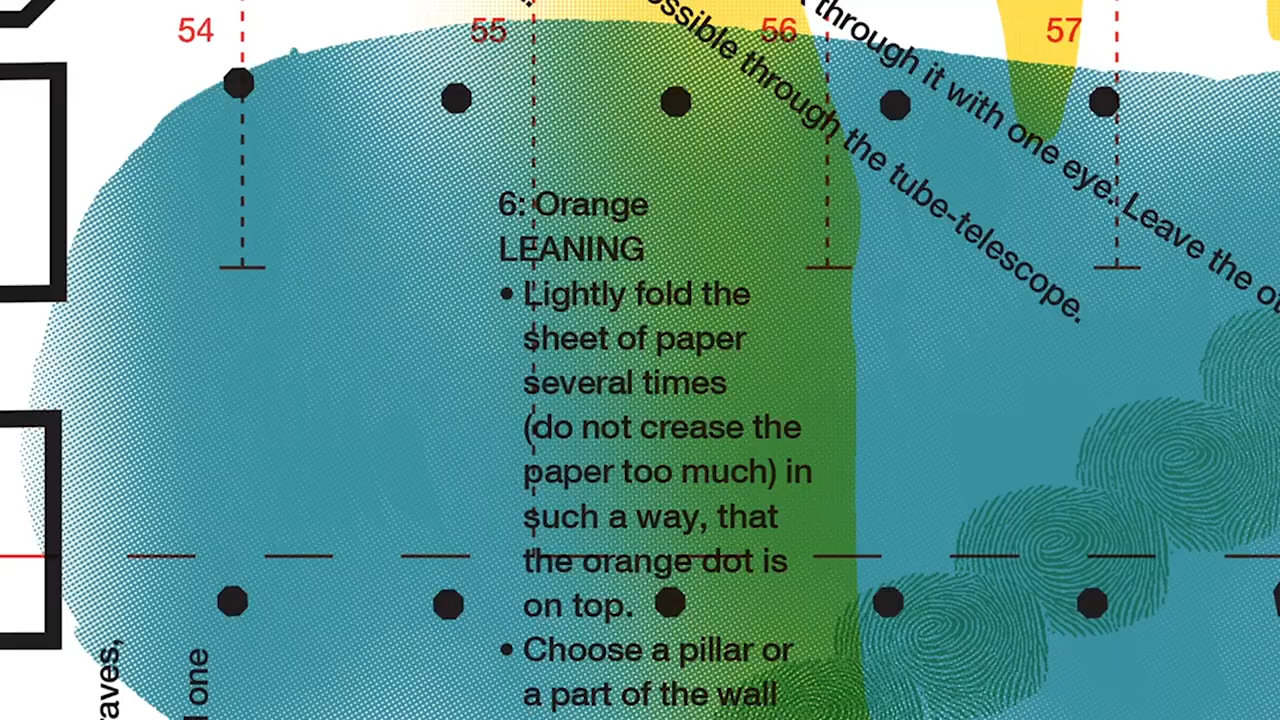 54
55
56
57
ossible through the tube-telescope.
through it with one eye. Leave the
6: Orange
LEANING
• Lightly fold the
sheet of paper
several times
(do not crease the
paper too much) in
such a way, that
the orange dot is
on top.
• Choose a pillar or
a part of the wall
aves,
one